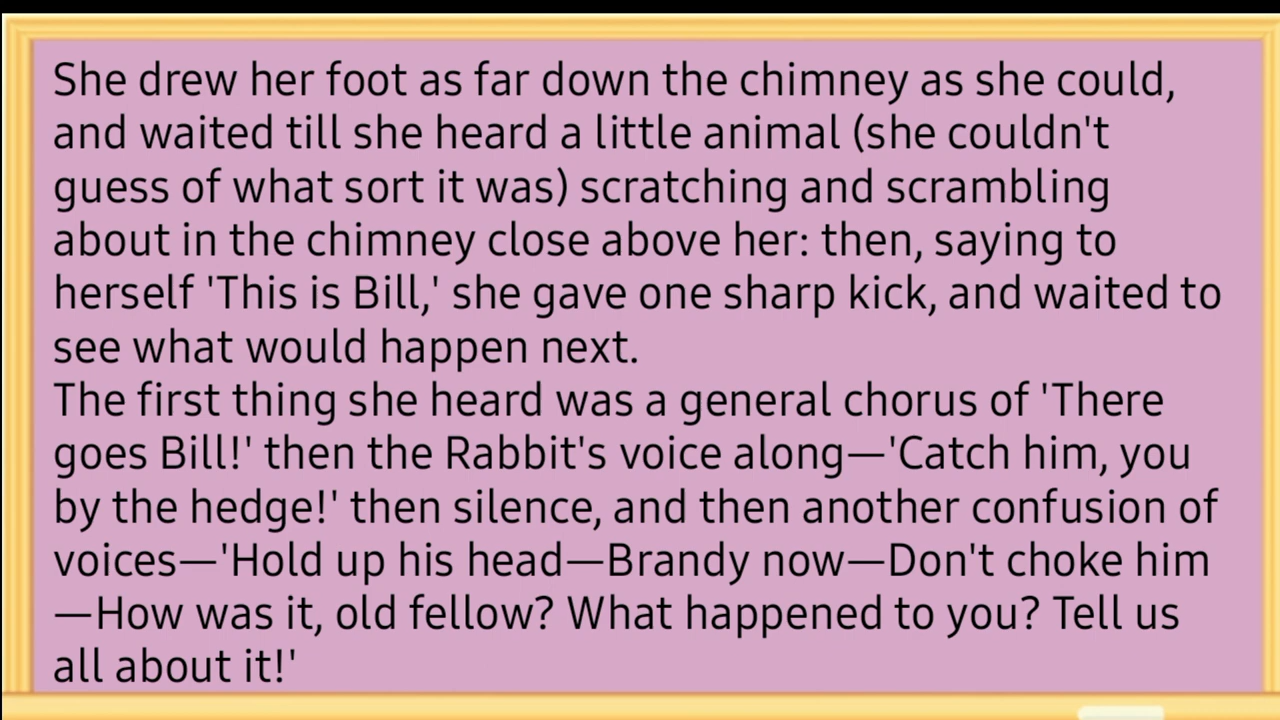 She drew her foot as far down the chimney as she could,
and waited till she heard a little animal (she couldn't
guess of what sort it was) scratching and scrambling
about in the chimney close above her: then, saying to
herself 'This is Bill,' she gave one sharp kick, and waited to
see what would happen next.
The first thing she heard was a general chorus of 'There
goes Bill!' then the Rabbit's voice along—'Catch him, you
by the hedge!' then silence, and then another confusion of
voices—'Hold up his head—Brandy now—Don't choke him
—How was it, old fellow? What happened to you? Tell us
all about it!'